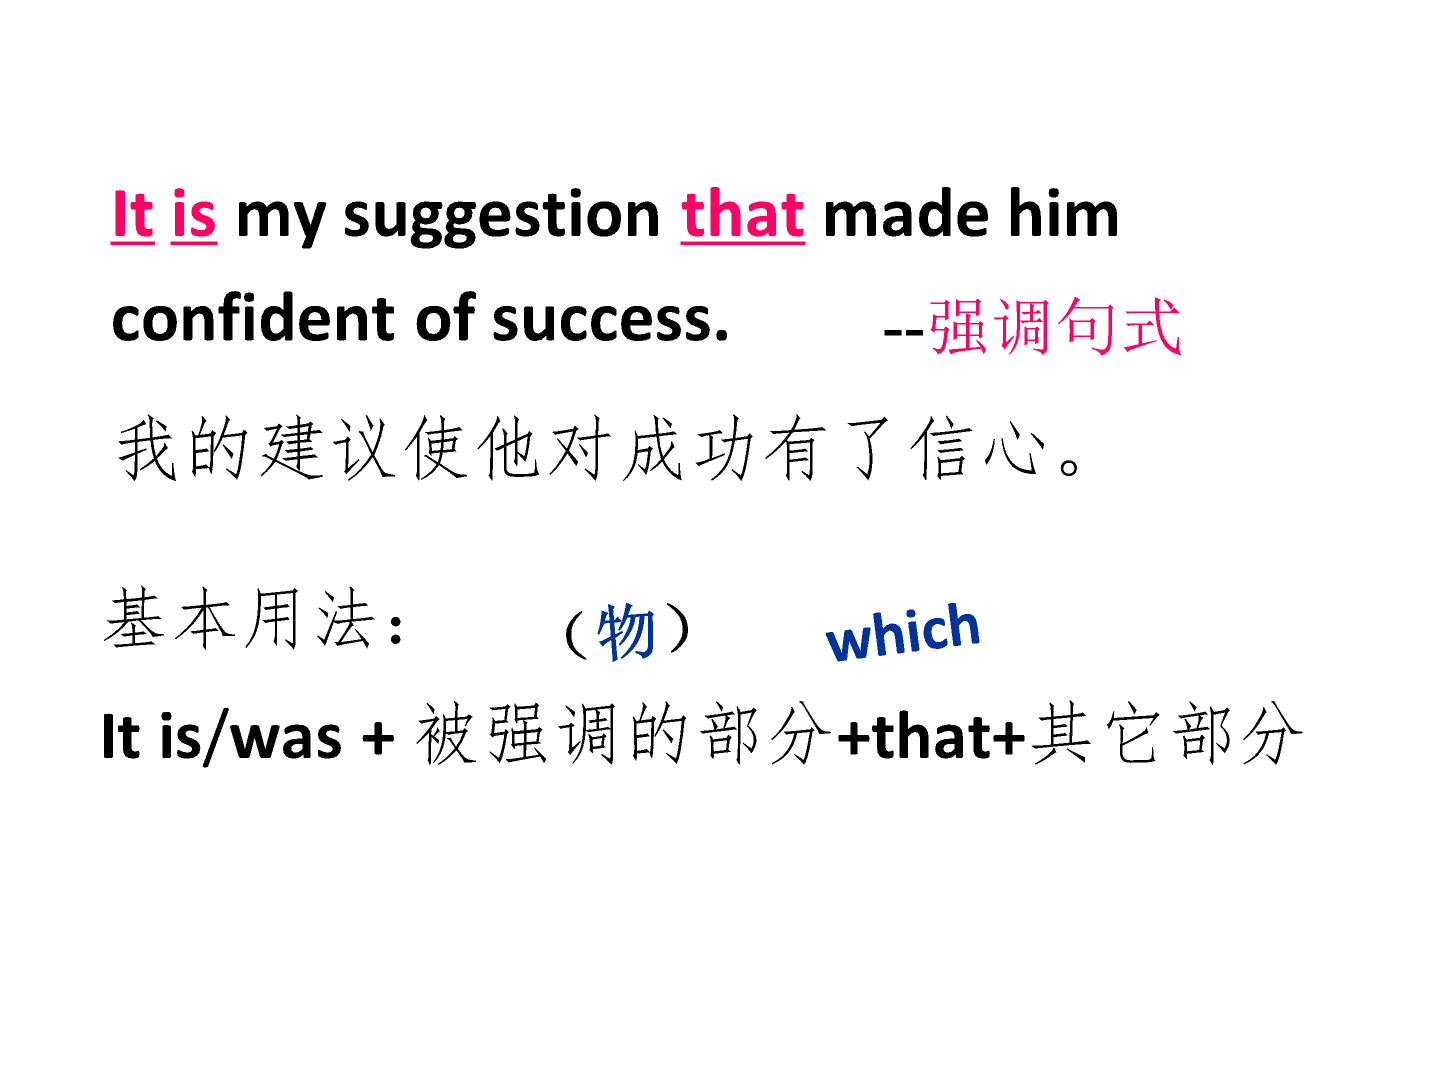 It is my suggestion that made him
confident of success. --强调句式
我的建议使他对成功有了信心。
基本用法： （物） which
It is/was + 被强调的部分+that+其它部分